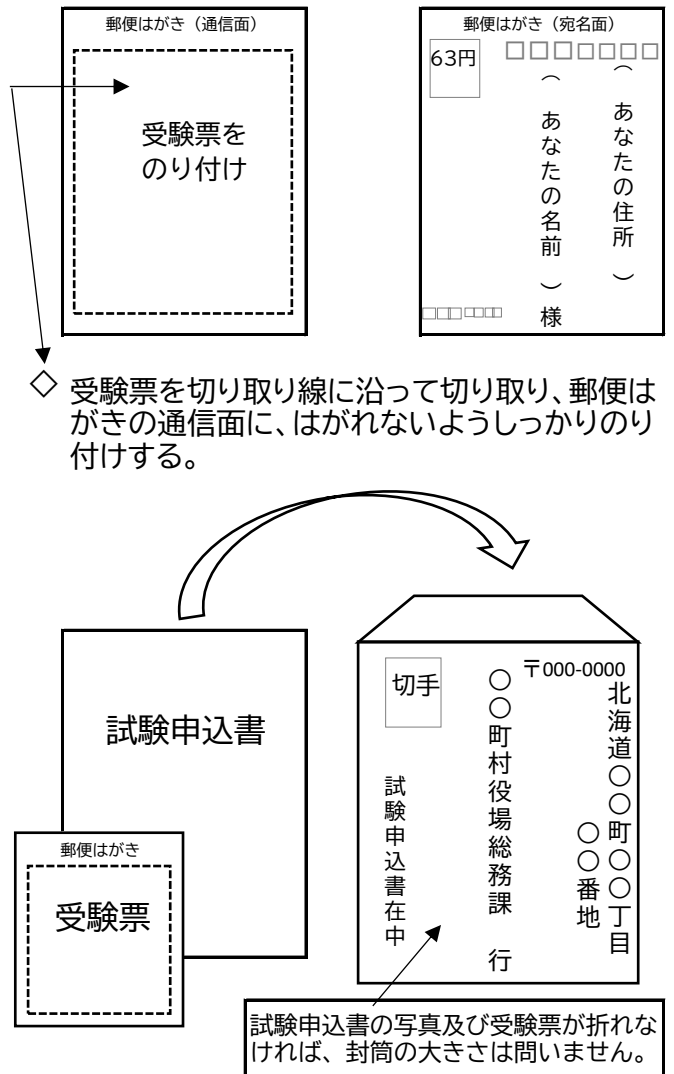 郵便はがき（通信面）
受験票を
のり付け
郵便はがき（宛名面）
63円
□□□□□□□
（ あなたの住所 ）
（ あなたの名前 ）様
□□□□□□□
◇ 受験票を切り取り線に沿って切り取り、郵便は
がきの通信面に、はがれないようしっかりのり
付けする。
試験申込書
郵便はがき
受験票
切手
〒000-0000
北海道〇〇町〇〇丁目
〇〇番地
〇〇町村役場総務課 行
試験申込書在中
試験申込書の写真及び受験票が折れな
ければ、封筒の大きさは問いません。